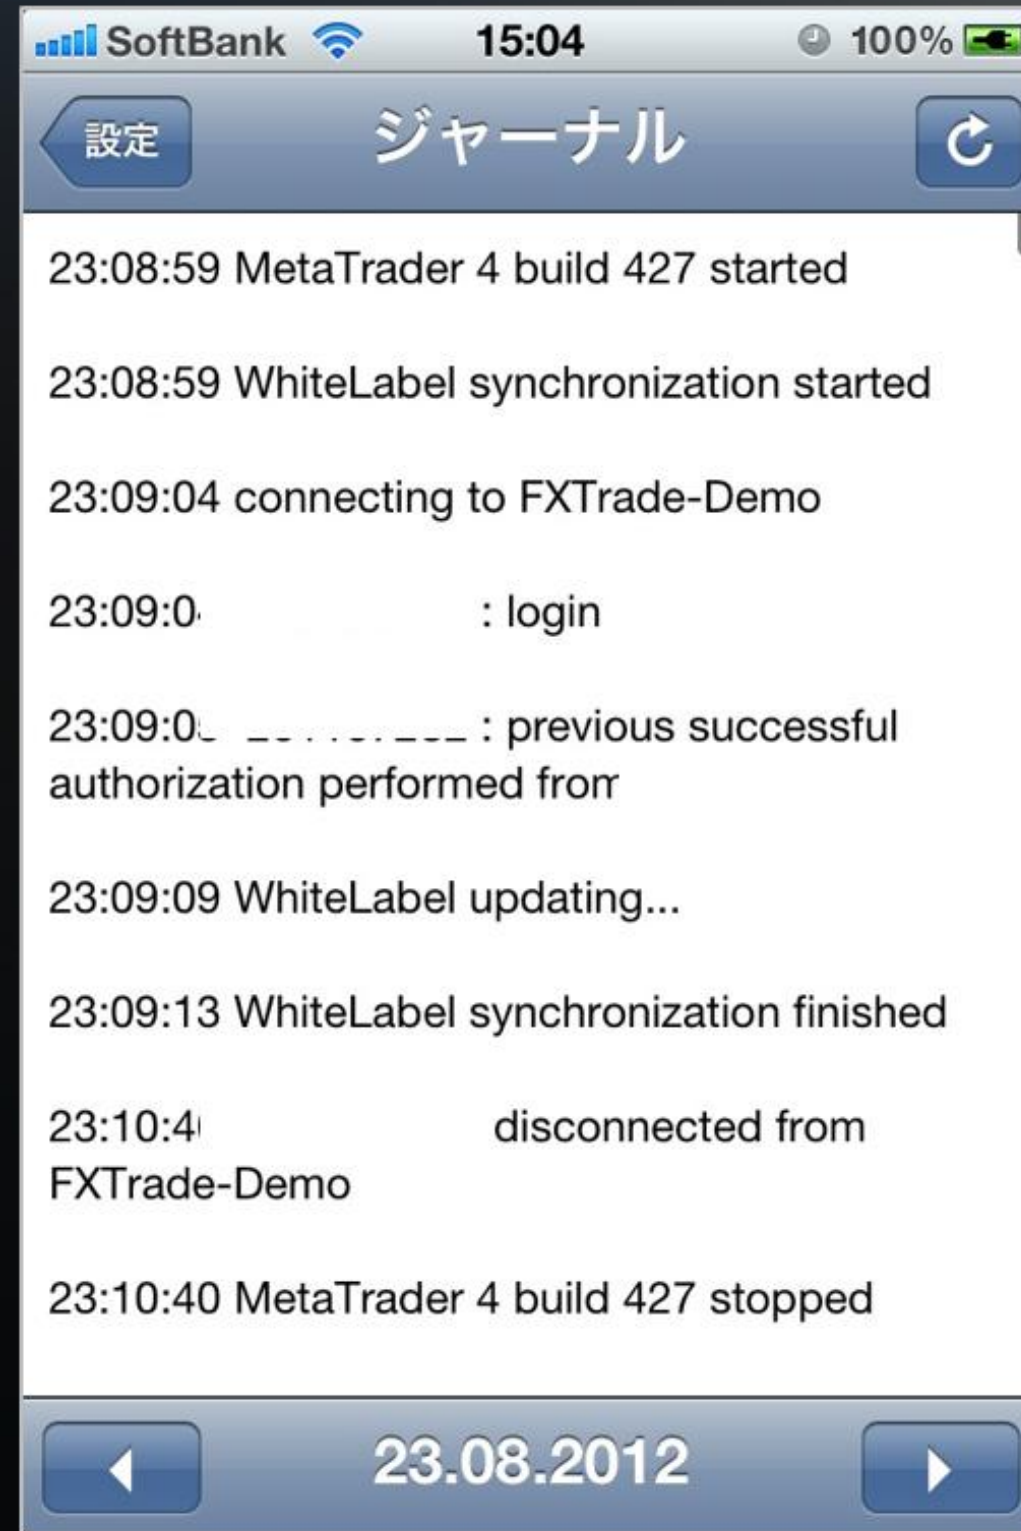 SoftBank 15:04 100%
設定 ジャーナル
23:08:59 MetaTrader 4 build 427 started
23:08:59 WhiteLabel synchronization started
23:09:04 connecting to FXTrade-Demo
: login
: previous successful
authorization performed from
23:09:09 WhiteLabel updating...
23:09:13 WhiteLabel synchronization finished
disconnected from
FXTrade-Demo
23:10:40 MetaTrader 4 build 427 stopped
23.08.2012